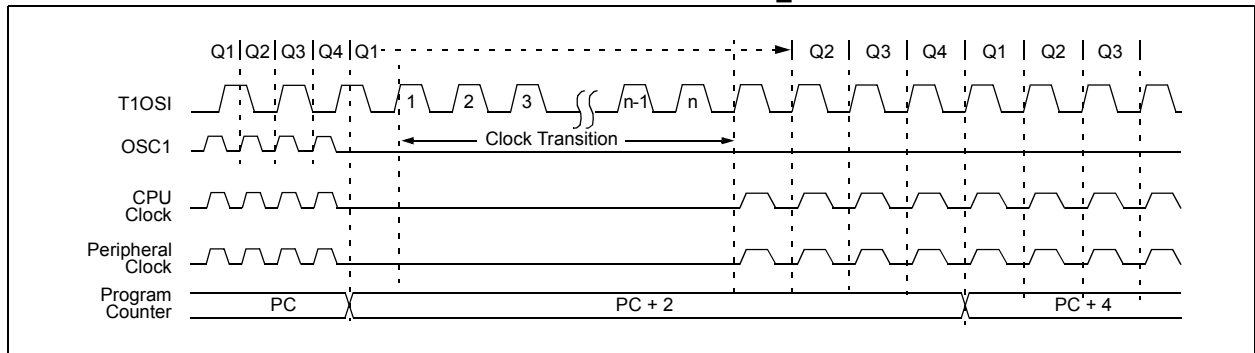 Q1 Q2 Q3 Q4 Q1 Q2 Q3 Q4 Q1 Q2 Q3
T1OSI
1 2 3 n-1 n
Clock Transition
OSC1
CPU
Clock
Peripheral
Clock
Program
Counter
PC PC + 2 PC + 4